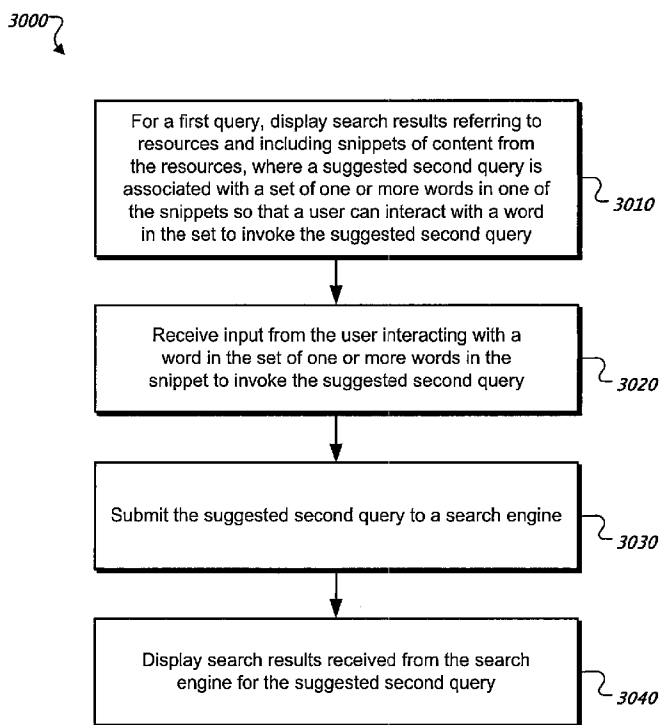 3000
For a first query, display search results referring to
resources and including snippets of content from
the resources, where a suggested second query is
associated with a set of one or more words in one of
the snippets so that a user can interact with a word
in the set to invoke the suggested second query
3010
Receive input from the user interacting with a
word in the set of one or more words in the
snippet to invoke the suggested second query
3020
Submit the suggested second query to a search engine
3030
Display search results received from the search
engine for the suggested second query
3040